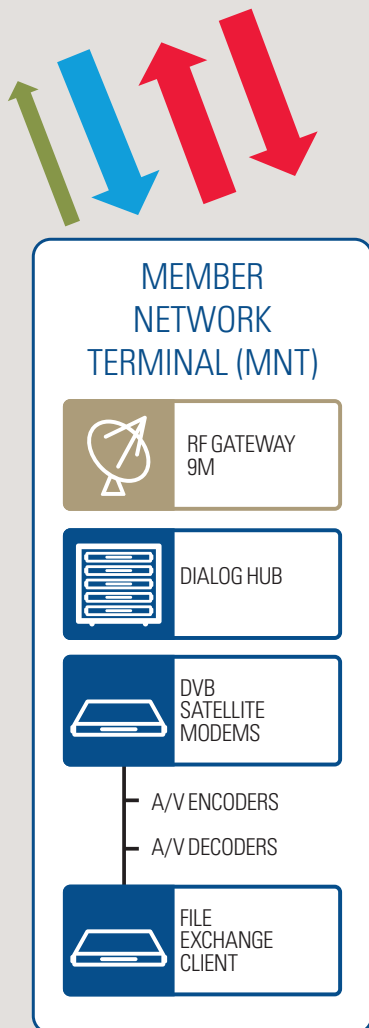 MEMBER
NETWORK
TERMINAL (MNT)
RF GATEWAY
9M
DIALOG HUB
DVB
SATELLITE
MODEMS
A/V ENCODERS
A/V DECODERS
FILE
EXCHANGE
CLIENT